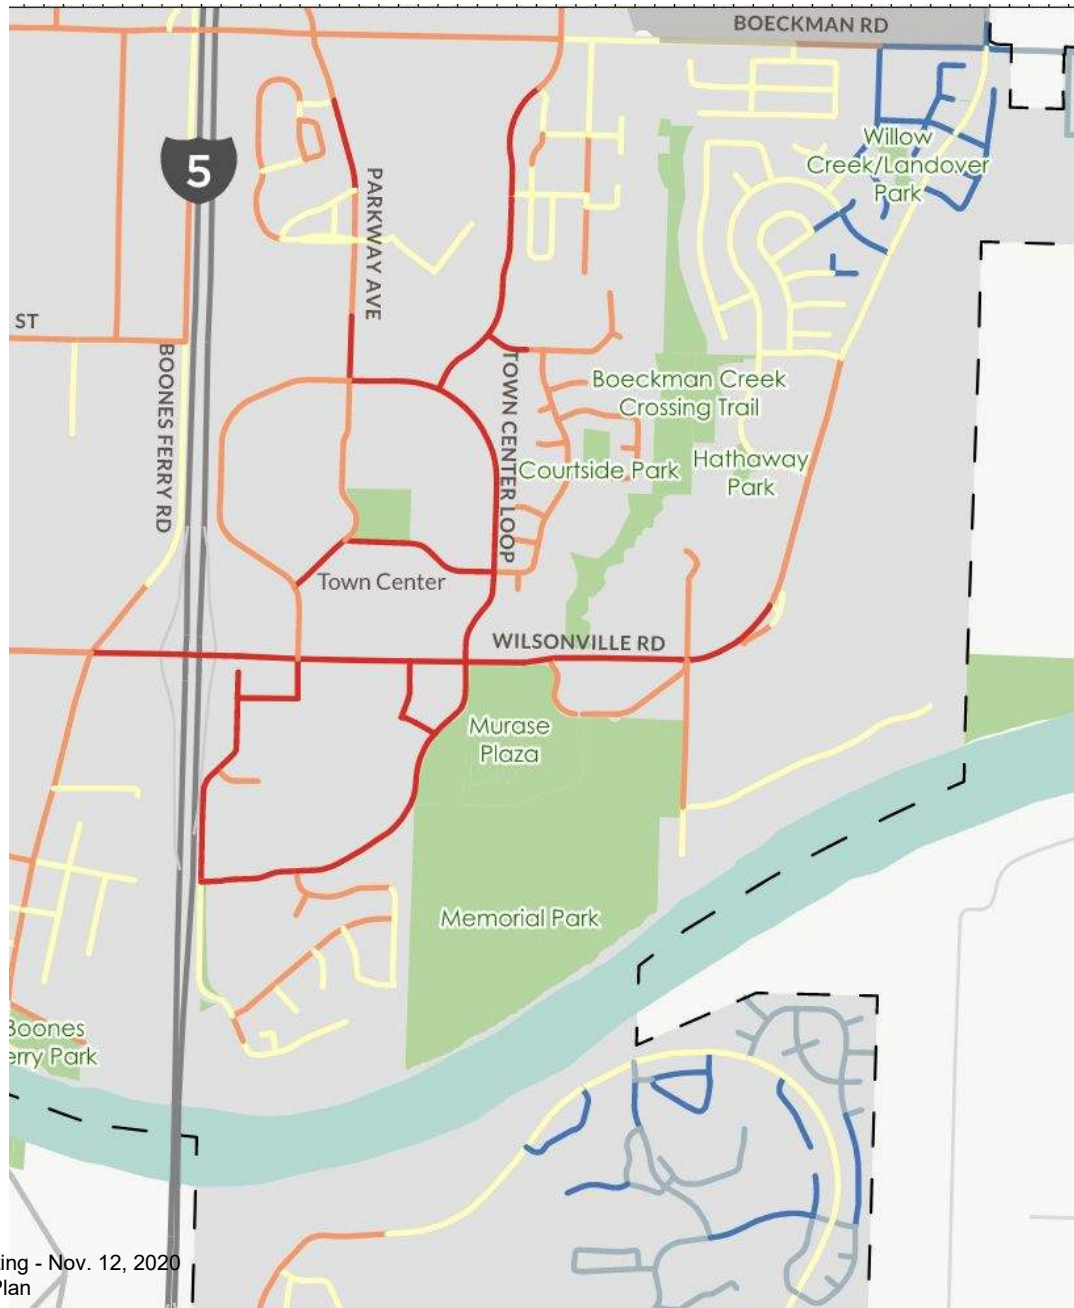 BOECKMAN RD
5
Willow
Creek/Landover
Park
PARKWAY AVE
ST
BOONES FERRY RD
TOWN CENTER LOOP
Boeckman Creek
Crossing Trail
Courtside Park
Hathaway
Park
Town Center
WILSONVILLE RD
Murase
Plaza
Memorial Park
Boones
erry Park
ting - Nov. 12, 2020
Plan